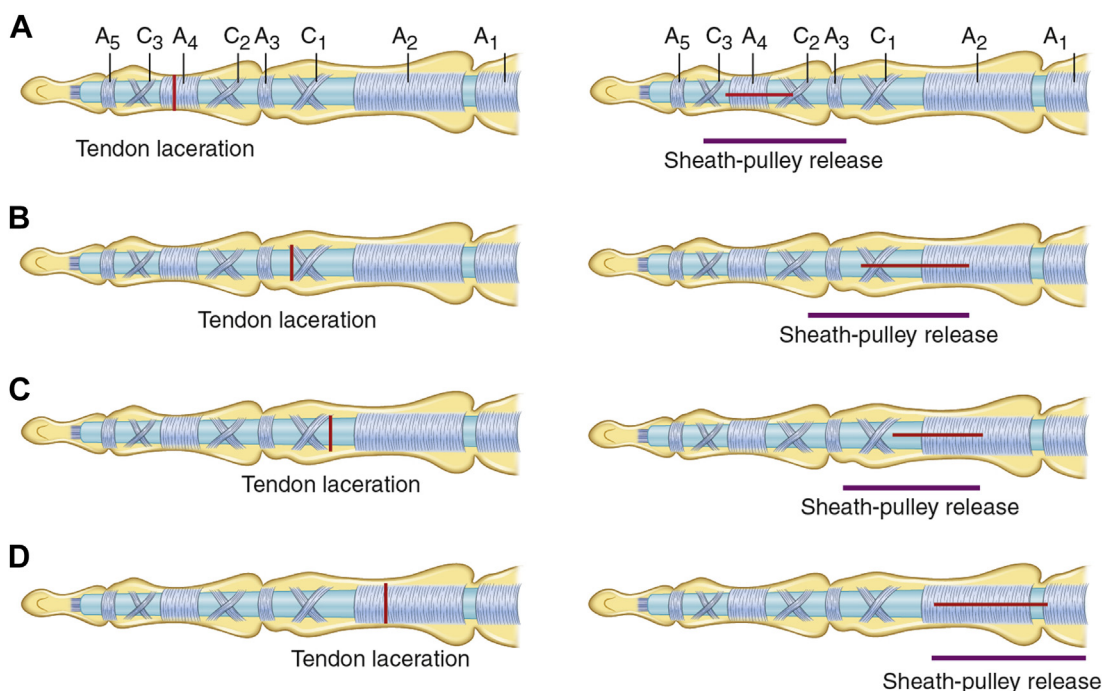 A
A5 C3 A4 C2 A3 C1 A2 A1
A5 C3 A4 C2 A3 C1 A2 A1
Tendon laceration
Sheath-pulley release
B
Tendon laceration
Sheath-pulley release
C
Tendon laceration
Sheath-pulley release
D
Tendon laceration
Sheath-pulley release